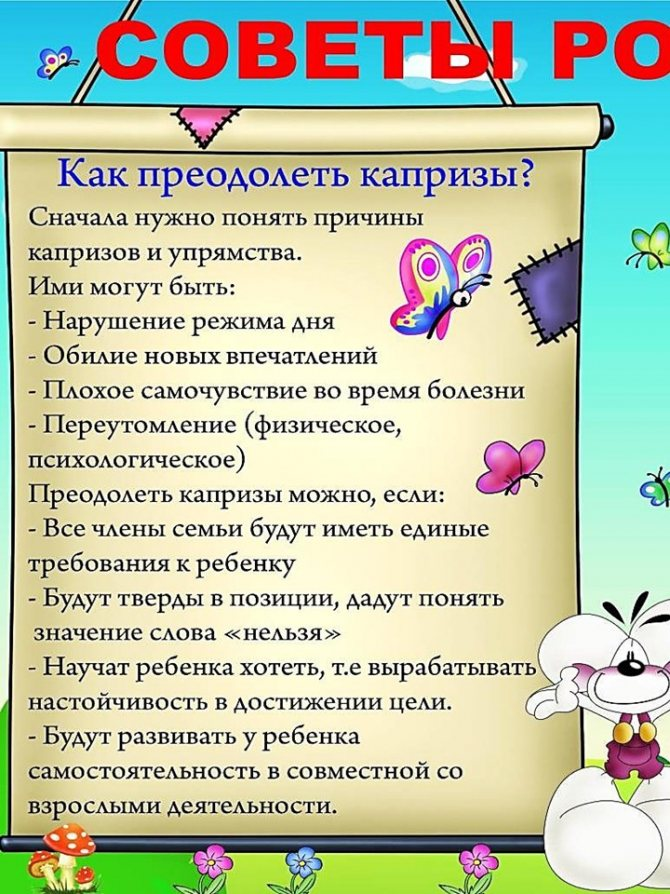 СОВЕТЫ РО
Как преодолеть капризы?
Сначала нужно понять причины
капризов и упрямства.
Ими могут быть:
- Нарушение режима дня
- Обилие новых впечатлений
- Плохое самочувствие во время болезни
- Переутомление (физическое,
психологическое)
Преодолеть капризы можно, если:
- Все члены семьи будут иметь единые
требования к ребенку
- Будут тверды в позиции, дадут понять
значение слова «нельзя»
- Научат ребенка хотеть, т.е вырабатывать
настойчивость в достижении цели.
- Будут развивать у ребенка
самостоятельность в совместной со
взрослыми деятельности.